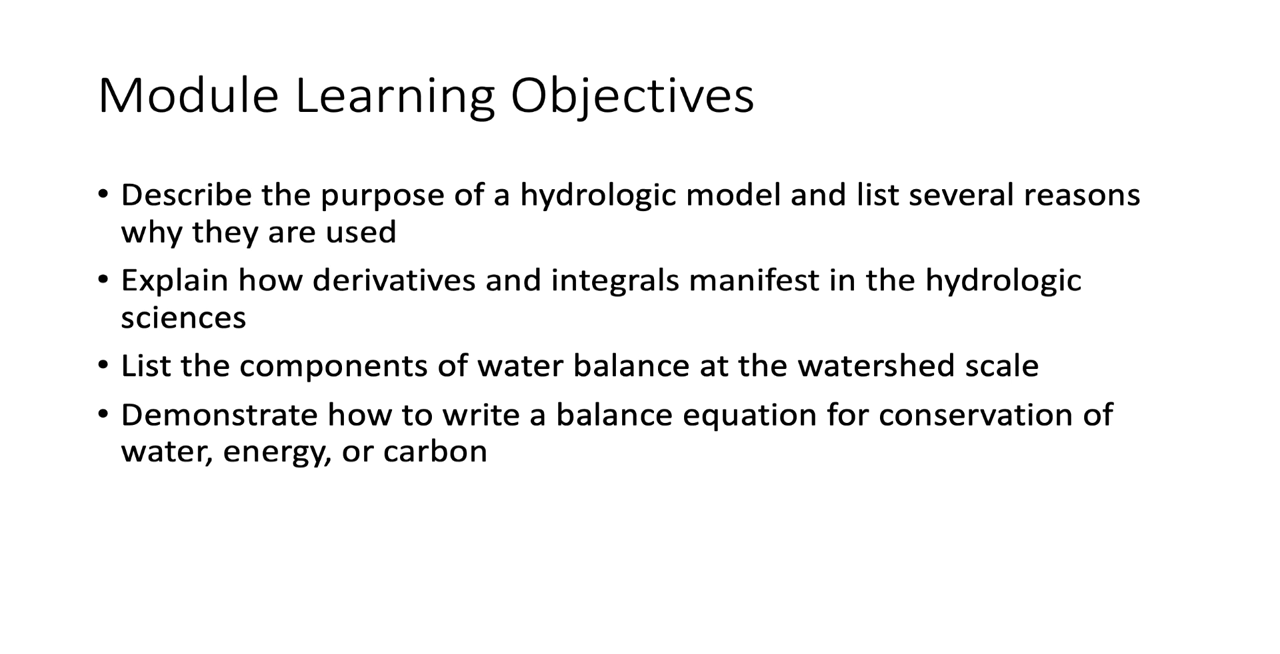 Module Learning Objectives
• Describe the purpose of a hydrologic model and list several reasons
why they are used
• Explain how derivatives and integrals manifest in the hydrologic
sciences
• List the components of water balance at the watershed scale
• Demonstrate how to write a balance equation for conservation of
water, energy, or carbon